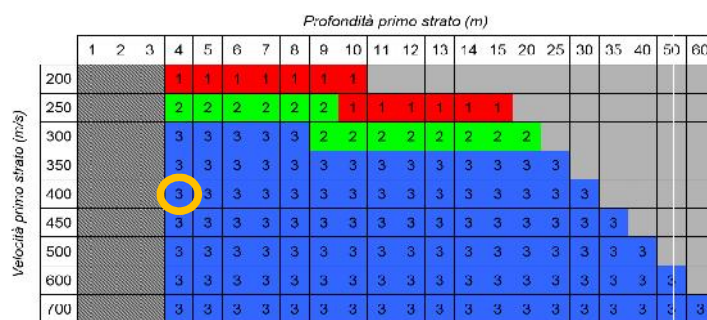 Profondità primo strato (m)
1 2 3 4 5 6 7 8 9 10 11 12 13 14 15 20 25 30 35 40 50 60
Velocità primo strato (m/s)
200 1 1 1 1 1 1 1
250 2 2 2 2 2 2 1 1 1 1 1 1
300 3 3 3 3 3 2 2 2 2 2 2 2 2
350 3 3 3 3 3 3 3 3 3 3 3 3 3 3
400 3 3 3 3 3 3 3 3 3 3 3 3 3 3 3
450 3 3 3 3 3 3 3 3 3 3 3 3 3 3 3 3
500 3 3 3 3 3 3 3 3 3 3 3 3 3 3 3 3 3
600 3 3 3 3 3 3 3 3 3 3 3 3 3 3 3 3 3 3
700 3 3 3 3 3 3 3 3 3 3 3 3 3 3 3 3 3 3 3